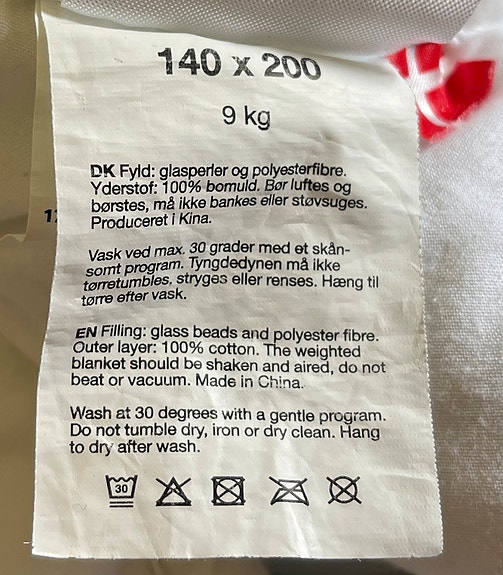 140 x 200
9 kg
DK Fyld: glasperler og polyesterfibre.
Yderstof: 100% bomuld. Bør luftes og
børstes, må ikke bankes eller støvsuges.
Produceret i Kina.
Vask ved max. 30 grader med et skån-
somt program. Tyngdedynen må ikke
tørretumbles, stryges eller renses. Hæng til
tørre efter vask.
EN Filling: glass beads and polyester fibre.
Outer layer: 100% cotton. The weighted
blanket should be shaken and aired, do not
beat or vacuum. Made in China.
Wash at 30 degrees with a gentle program.
Do not tumble dry, iron or dry clean. Hang
to dry after wash.
30